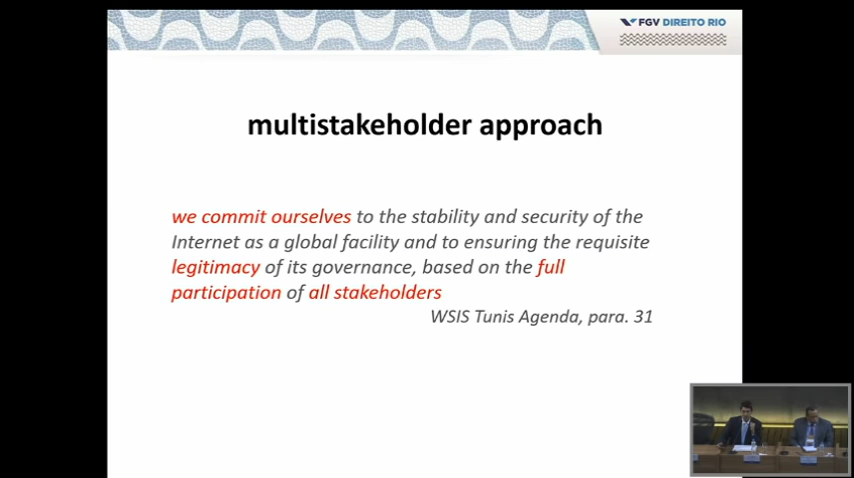 FGV DIREITO RIO
multistakeholder approach
we commit ourselves to the stability and security of the
Internet as a global facility and to ensuring the requisite
legitimacy of its governance, based on the full
participation of all stakeholders
WSIS Tunis Agenda, para. 31